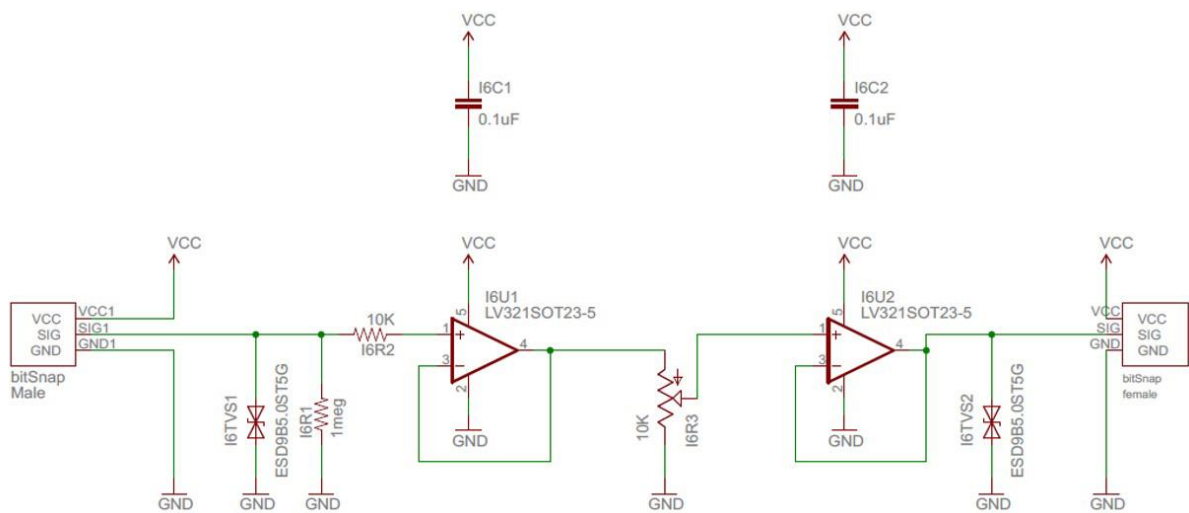 VCC
I6C1
0.1uF
GND
VCC
I6C2
0.1uF
GND
VCC
VCC1
SIG1
GND1
VCC
SIG
GND
bitSnap
Male
GND
I6TVS1
ESD9B5.0ST5G
GND
I6R1
1meg
GND
10K
I6R2
VCC
I6U1
LV321SOT23-5
5
1
+
3
−
4
2
GND
10K
I6R3
GND
VCC
I6U2
LV321SOT23-5
5
1
+
3
−
4
2
GND
I6TVS2
ESD9B5.0ST5G
GND
VCC
VCC
SIG
GND
VCC
SIG
GND
bitSnap
female
GND